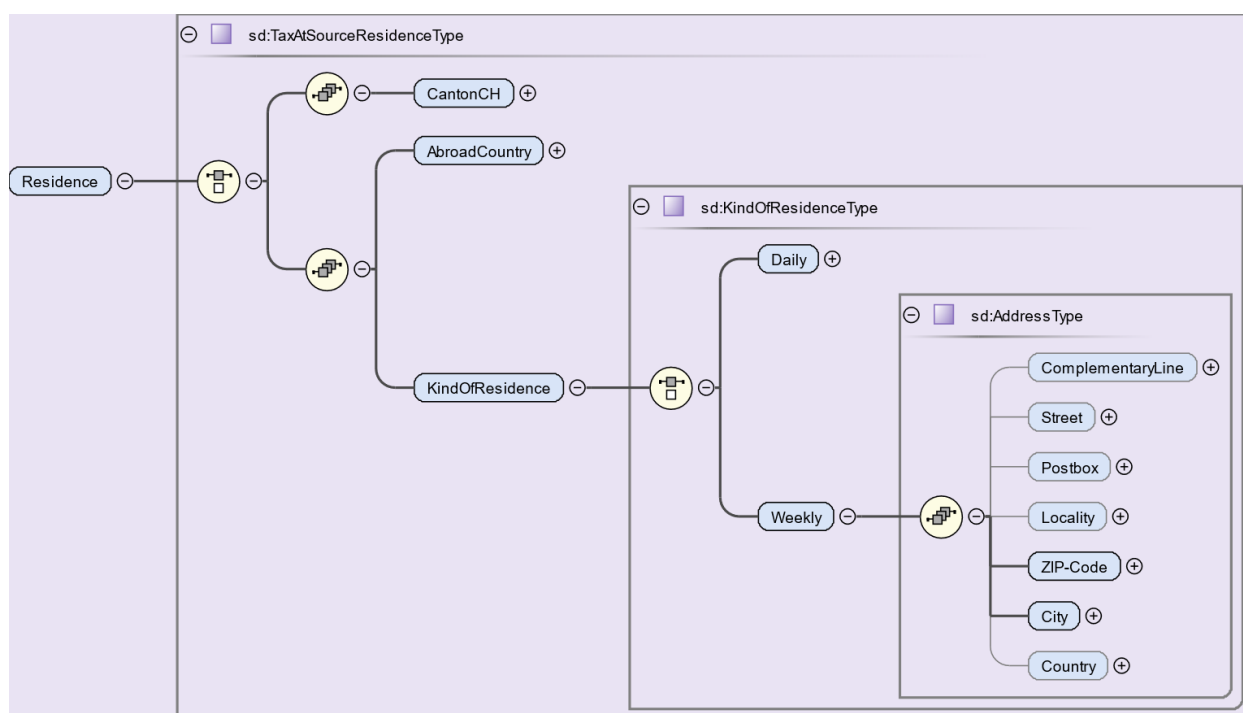 sd:TaxAtSourceResidenceType
CantonCH
AbroadCountry
Residence
sd:KindOfResidenceType
Daily
sd:AddressType
ComplementaryLine
KindOfResidence
Street
Postbox
Weekly
Locality
ZIP-Code
City
Country